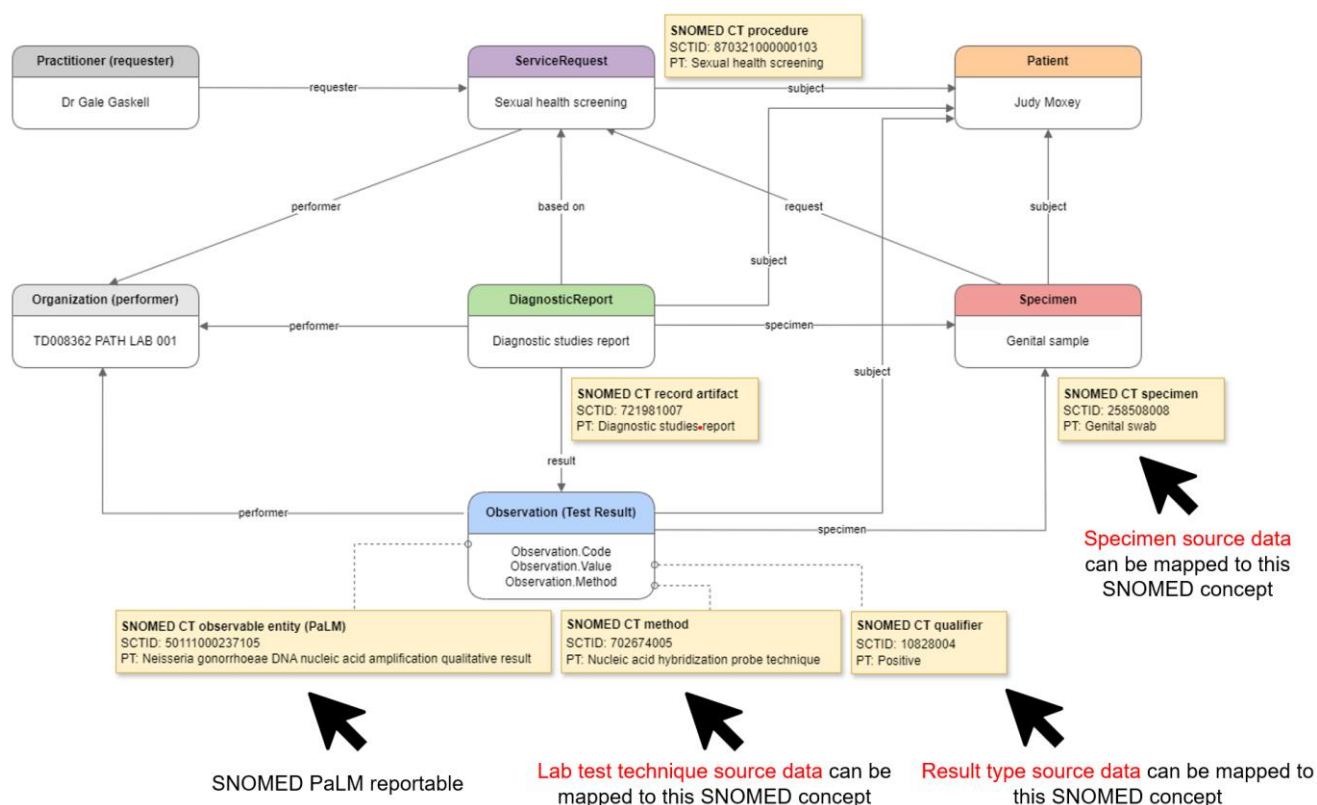 SNOMED CT procedure
SCTID: 870321000000103
PT: Sexual health screening
Practitioner (requester)
Dr Gale Gaskell
requester
ServiceRequest
Sexual health screening
subject
Patient
Judy Moxey
performer
based on
request
subject
subject
Organization (performer)
TD008362 PATH LAB 001
performer
DiagnosticReport
Diagnostic studies report
specimen
Specimen
Genital sample
subject
SNOMED CT record artifact
SCTID: 721981007
PT: Diagnostic studies report
SNOMED CT specimen
SCTID: 258508008
PT: Genital swab
result
performer
Observation (Test Result)
Observation.Code
Observation.Value
Observation.Method
specimen
Specimen source data
can be mapped to this
SNOMED concept
SNOMED CT observable entity (PaLM)
SCTID: 50111000237105
PT: Neisseria gonorrhoeae DNA nucleic acid amplification qualitative result
SNOMED CT method
SCTID: 702674005
PT: Nucleic acid hybridization probe technique
SNOMED CT qualifier
SCTID: 10828004
PT: Positive
SNOMED PaLM reportable
Lab test technique source data can be
mapped to this SNOMED concept
Result type source data can be mapped to
this SNOMED concept